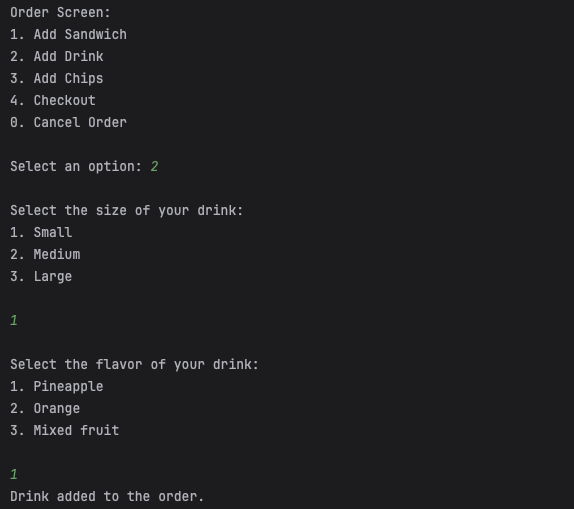 Order Screen:
1. Add Sandwich
2. Add Drink
3. Add Chips
4. Checkout
0. Cancel Order
Select an option: 2
Select the size of your drink:
1. Small
2. Medium
3. Large
1
Select the flavor of your drink:
1. Pineapple
2. Orange
3. Mixed fruit
1
Drink added to the order.